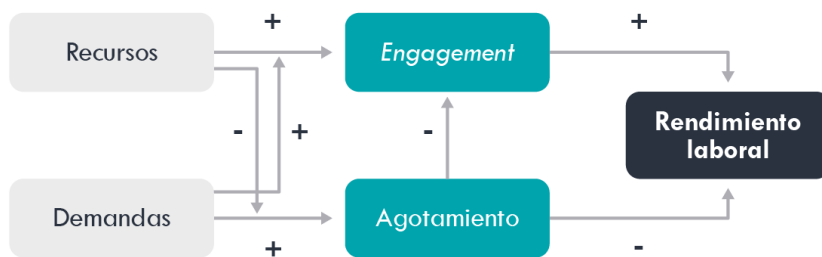 +
+
Recursos
Engagement
-
+
-
Rendimiento
laboral
Demandas
Agotamiento
+
-